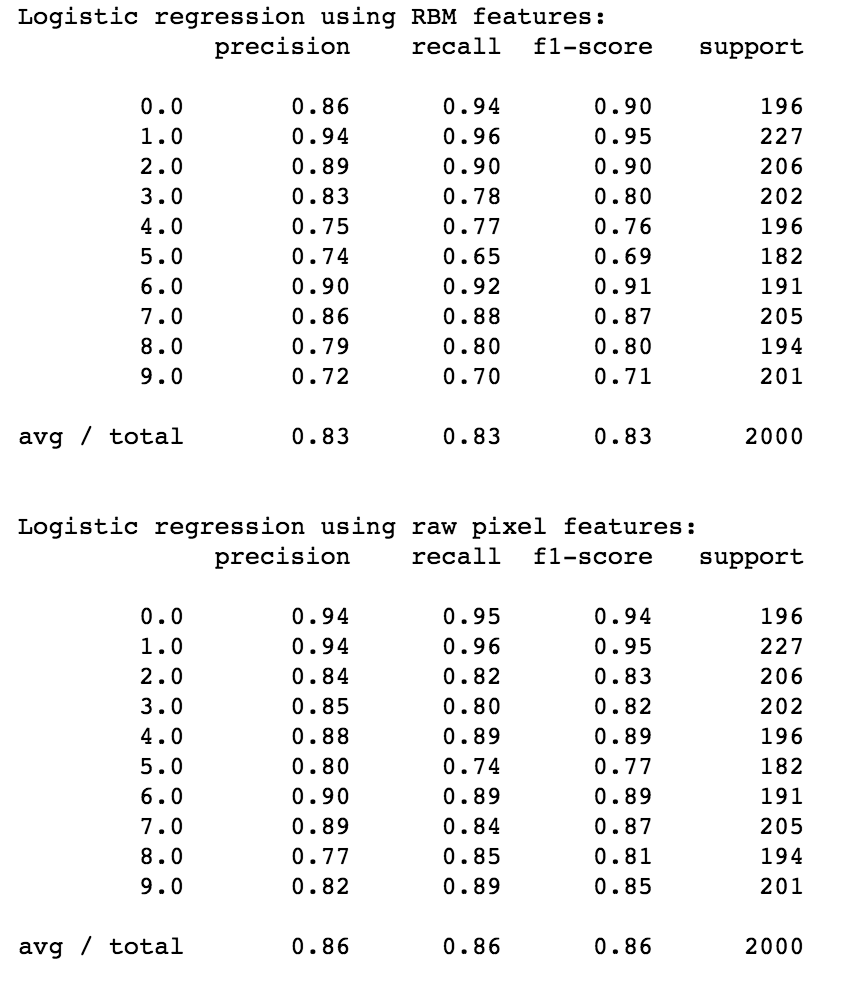 Logistic regression using RBM features:
precision recall f1-score support
0.0 0.86 0.94 0.90 196
1.0 0.94 0.96 0.95 227
2.0 0.89 0.90 0.90 206
3.0 0.83 0.78 0.80 202
4.0 0.75 0.77 0.76 196
5.0 0.74 0.65 0.69 182
6.0 0.90 0.92 0.91 191
7.0 0.86 0.88 0.87 205
8.0 0.79 0.80 0.80 194
9.0 0.72 0.70 0.71 201
avg / total 0.83 0.83 0.83 2000
Logistic regression using raw pixel features:
precision recall f1-score support
0.0 0.94 0.95 0.94 196
1.0 0.94 0.96 0.95 227
2.0 0.84 0.82 0.83 206
3.0 0.85 0.80 0.82 202
4.0 0.88 0.89 0.89 196
5.0 0.80 0.74 0.77 182
6.0 0.90 0.89 0.89 191
7.0 0.89 0.84 0.87 205
8.0 0.77 0.85 0.81 194
9.0 0.82 0.89 0.85 201
avg / total 0.86 0.86 0.86 2000